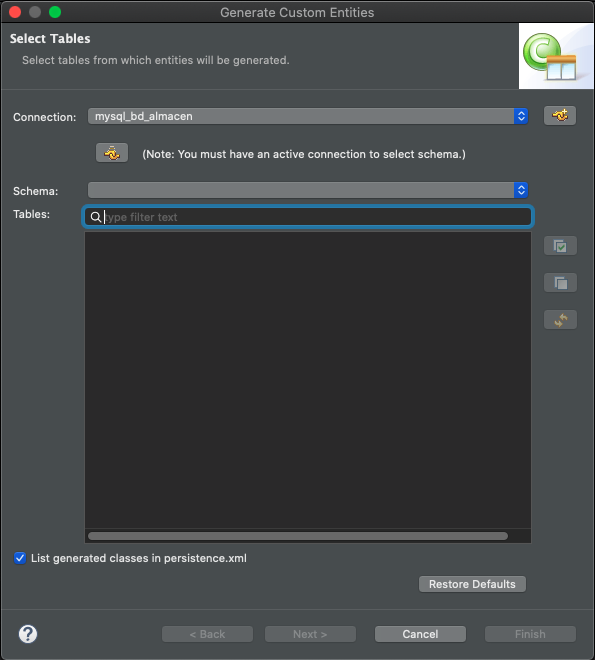 Generate Custom Entities
Select Tables
Select tables from which entities will be generated.
Connection: mysql_bd_almacen
(Note: You must have an active connection to select schema.)
Schema:
Tables: type filter text
List generated classes in persistence.xml
Restore Defaults
? < Back Next > Cancel Finish